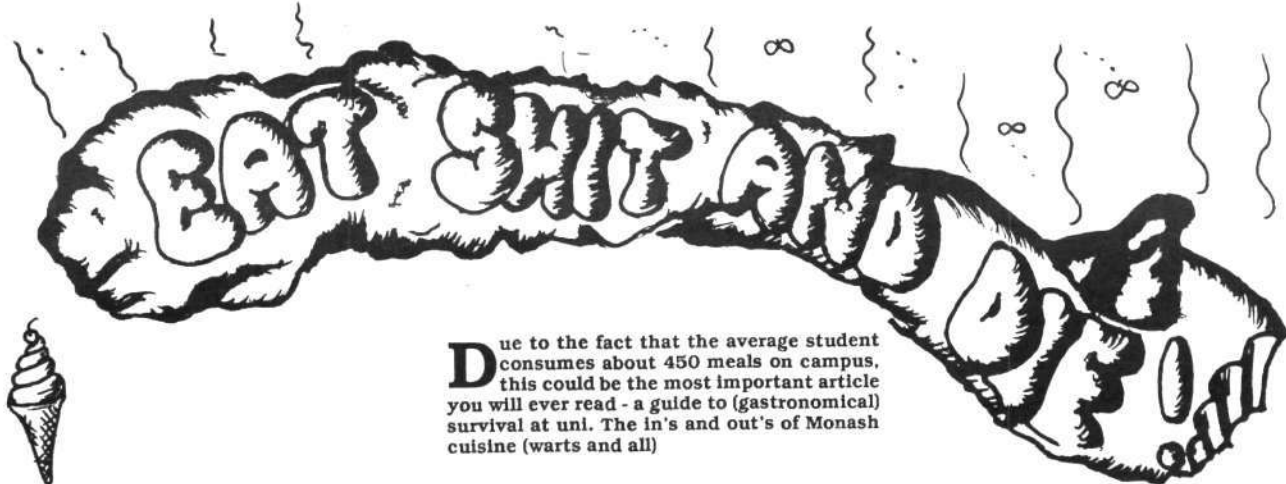 EAT SHIT AND DIE!
Due to the fact that the average student
consumes about 450 meals on campus,
this could be the most important article
you will ever read - a guide to (gastronomical)
survival at uni. The in's and out's of Monash
cuisine (warts and all)